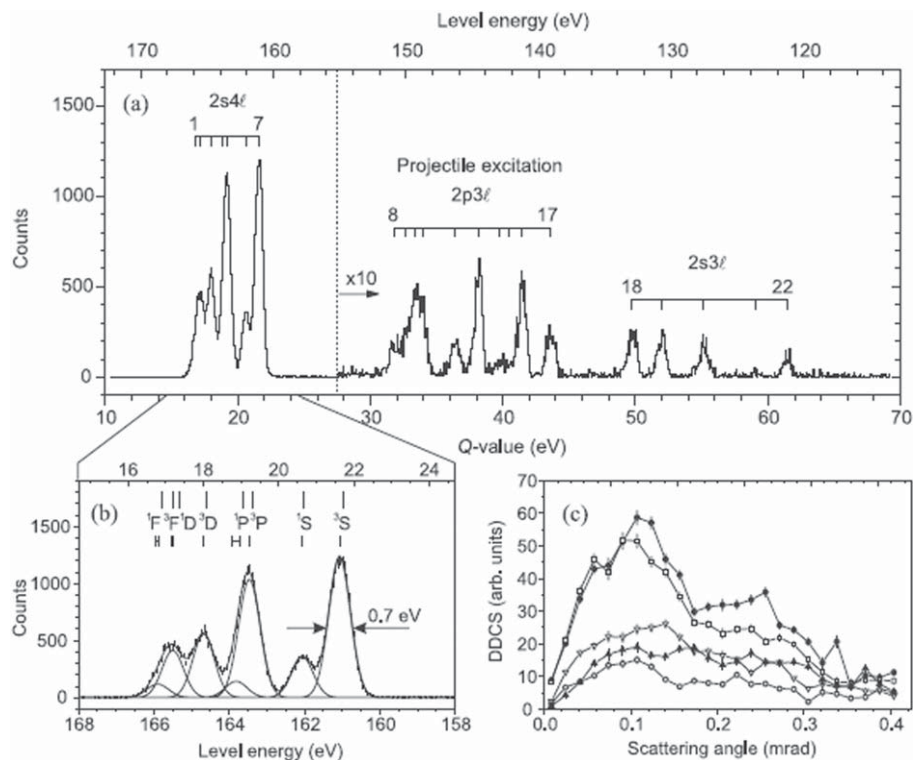 Level energy (eV)
170 160 150 140 130 120
(a)
2s4ℓ
1 7
1500
1000
500
0
Counts
x10
Projectile excitation
2p3ℓ
8 17
2s3ℓ
18 22
10 20 30 40 50 60 70
Q-value (eV)
16 18 20 22 24
(b)
¹F ³F ¹D ³D ¹P ³P ¹S ³S
1500
1000
500
0
Counts
0.7 eV
168 166 164 162 160 158
Level energy (eV)
(c)
70
60
50
40
30
20
10
0
DDCS (arb. units)
0.0 0.1 0.2 0.3 0.4
Scattering angle (mrad)